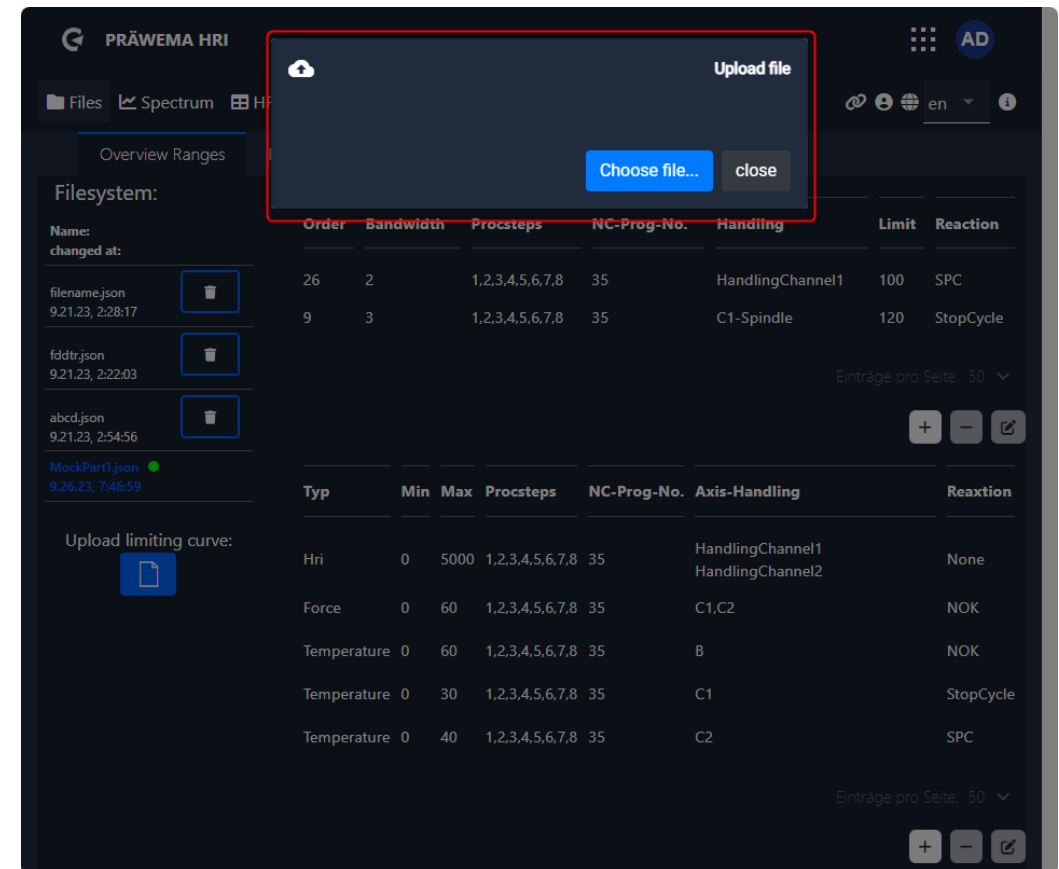 PRÄWEMA HRI
AD
Upload file
Files Spectrum
en
Choose file... close
Overview Ranges
Filesystem:
Name:
changed at:
filename.json
9.21.23, 2:28:17
fddtr.json
9.21.23, 2:22:03
abcd.json
9.21.23, 2:54:56
MockPart1.json
9.26.23, 7:46:59
Upload limiting curve:
Order Bandwidth Procsteps NC-Prog-No. Handling Limit Reaction
26 2 1,2,3,4,5,6,7,8 35 HandlingChannel1 100 SPC
9 3 1,2,3,4,5,6,7,8 35 C1-Spindle 120 StopCycle
Einträge pro Seite: 50
Typ Min Max Procsteps NC-Prog-No. Axis-Handling Reaxtion
Hri 0 5000 1,2,3,4,5,6,7,8 35 HandlingChannel1 None
HandlingChannel2
Force 0 60 1,2,3,4,5,6,7,8 35 C1,C2 NOK
Temperature 0 60 1,2,3,4,5,6,7,8 35 B NOK
Temperature 0 30 1,2,3,4,5,6,7,8 35 C1 StopCycle
Temperature 0 40 1,2,3,4,5,6,7,8 35 C2 SPC
Einträge pro Seite: 50